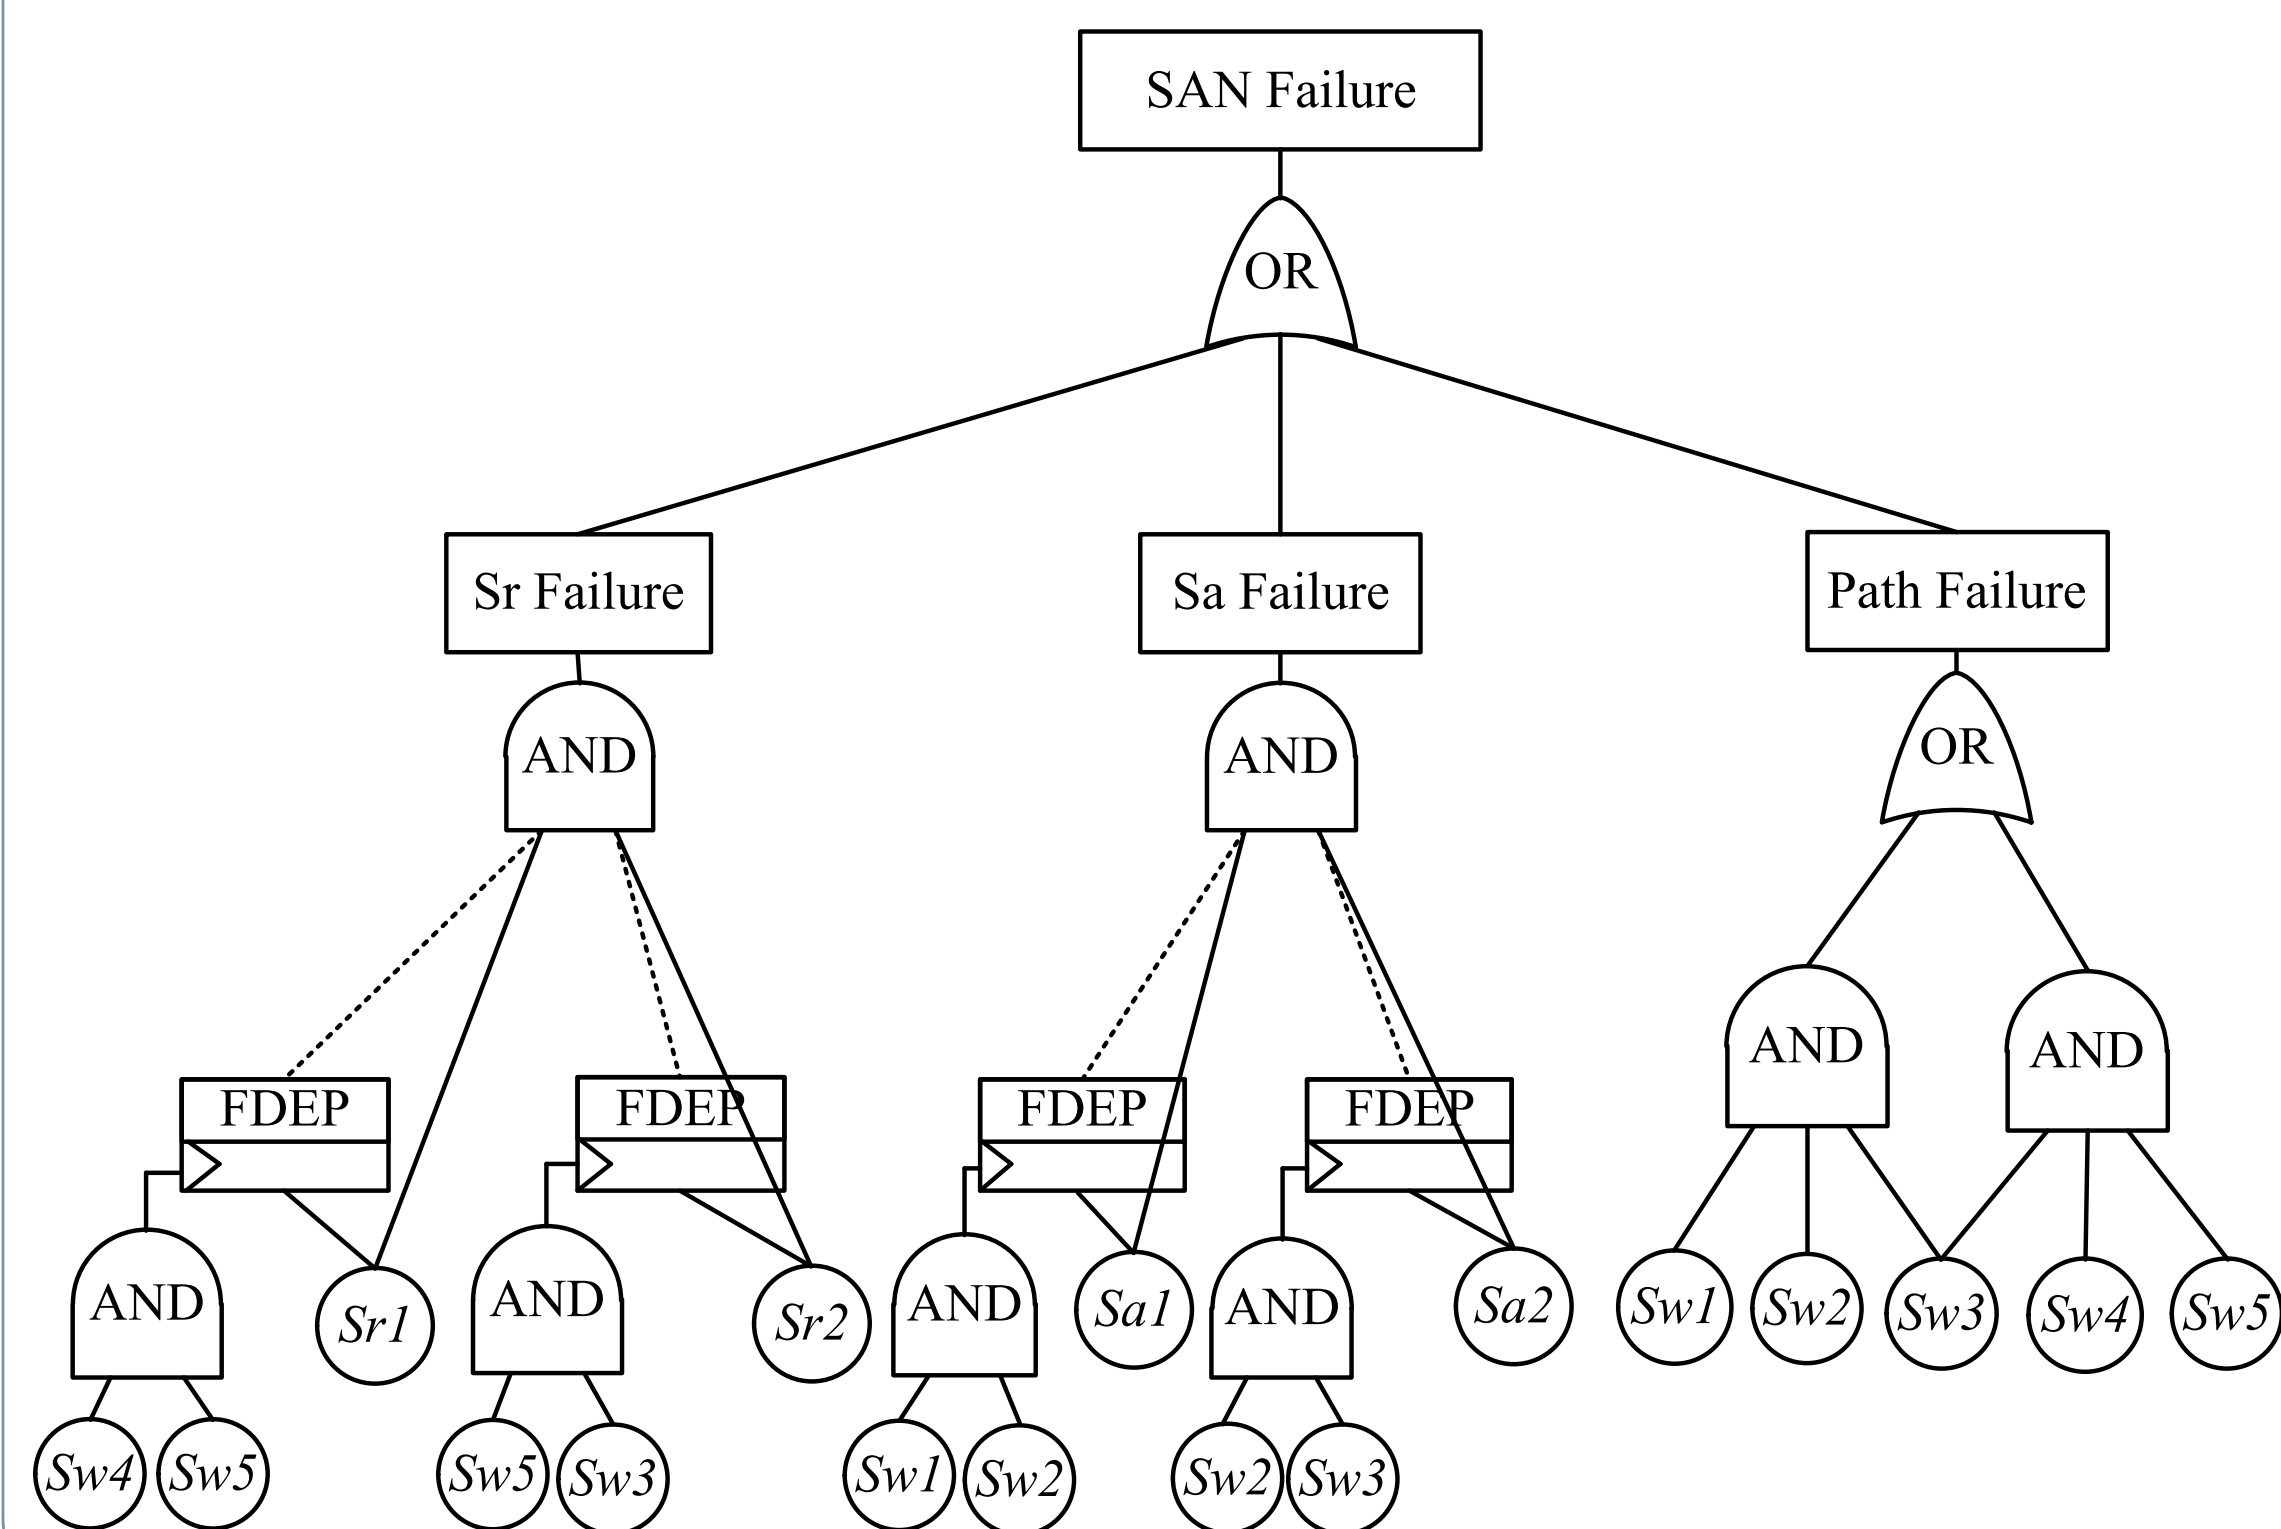 SAN Failure
OR
Sr Failure
Sa Failure
Path Failure
AND
AND
OR
FDEP
FDEP
FDEP
FDEP
AND
AND
AND
Sr1
AND
Sr2
AND
Sa1
AND
Sa2
Sw1
Sw2
Sw3
Sw4
Sw5
Sw4
Sw5
Sw5
Sw3
Sw1
Sw2
Sw2
Sw3